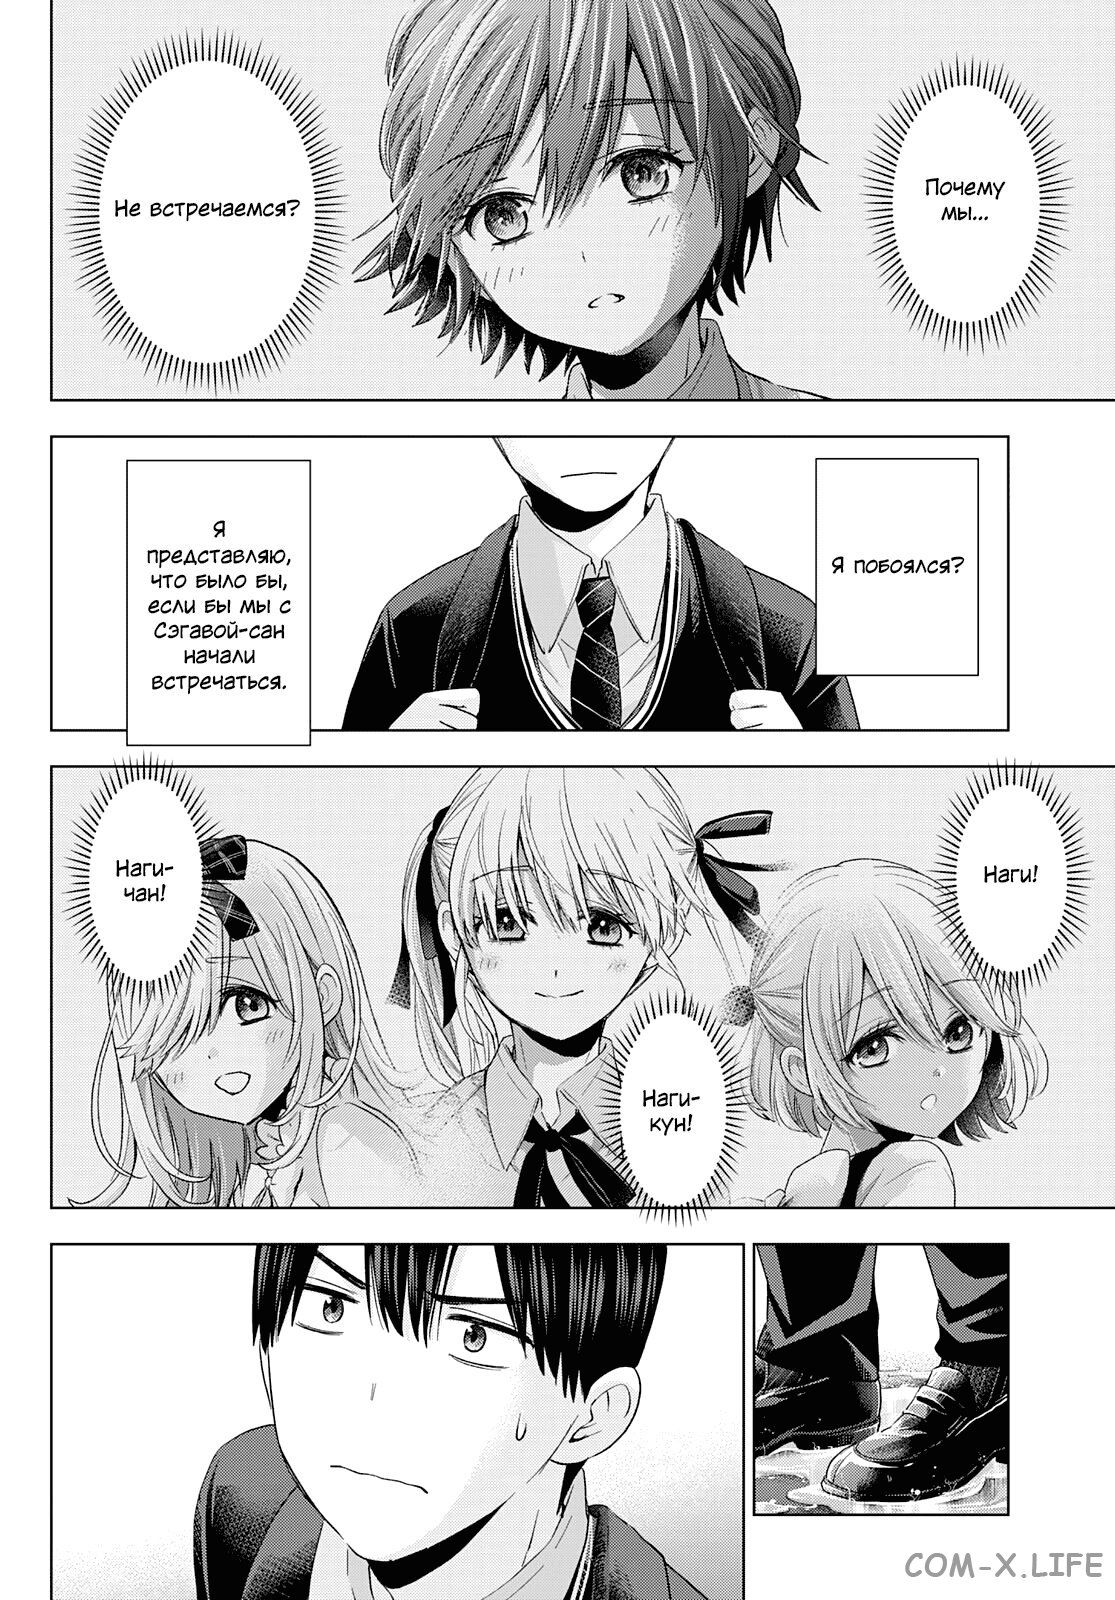 Почему
мы...
Не встречаемся?
Я побоялся?
Я
представляю,
что было бы,
если бы мы с
Сэгавой-сан
начали
встречаться.
Наги!
Наги-
кун!
Наги-
чан!
COM-X.LIFE